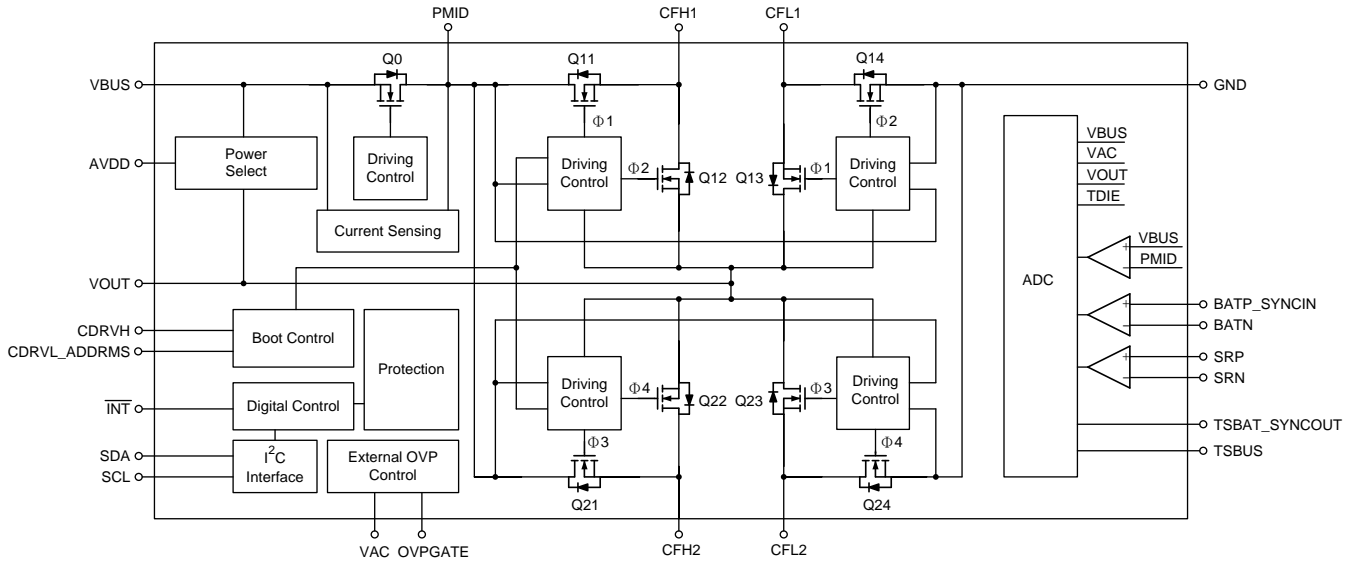 PMID
CFH1
CFL1
Q0
Q11
Q14
VBUS
GND
Φ1
Φ2
AVDD
Power
Select
Driving
Control
Driving
Control
Φ2
Q12
Q13
Φ1
Driving
Control
VBUS
VAC
VOUT
TDIE
Current Sensing
VBUS
PMID
ADC
VOUT
BATP_SYNCIN
BATN
CDRVH
CDRVL_ADDRMS
Boot Control
Protection
SRP
SRN
Driving
Control
Φ4
Q22
Q23
Φ3
Driving
Control
INT
Digital Control
TSBAT_SYNCOUT
TSBUS
Φ3
Φ4
SDA
SCL
I2C
Interface
External OVP
Control
Q21
Q24
VAC
OVPGATE
CFH2
CFL2